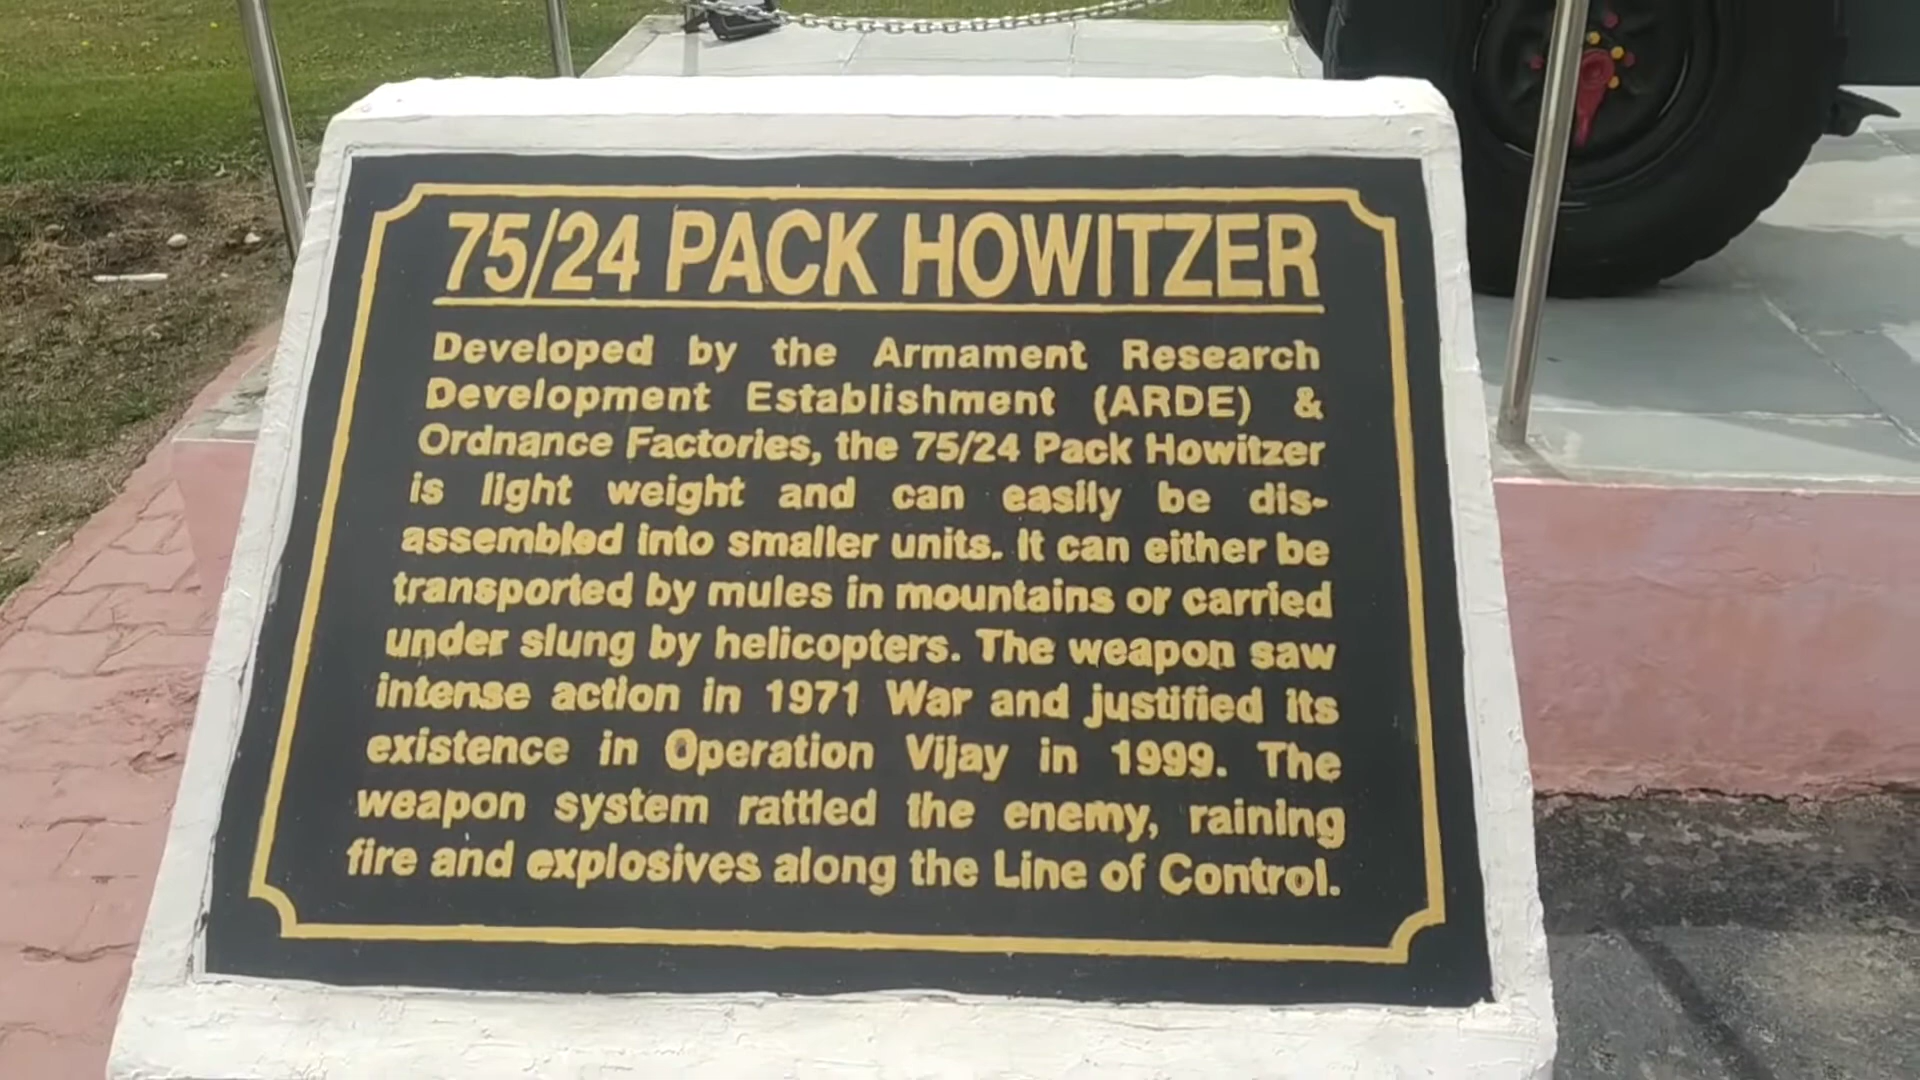 75/24 PACK HOWITZER
Developed by the Armament Research
Development Establishment (ARDE) &
Ordnance Factories, the 75/24 Pack Howitzer
is light weight and can easily be dis-
assembled into smaller units. It can either be
transported by mules in mountains or carried
under slung by helicopters. The weapon saw
intense action in 1971 War and justified its
existence in Operation Vijay in 1999. The
weapon system rattled the enemy, raining
fire and explosives along the Line of Control.